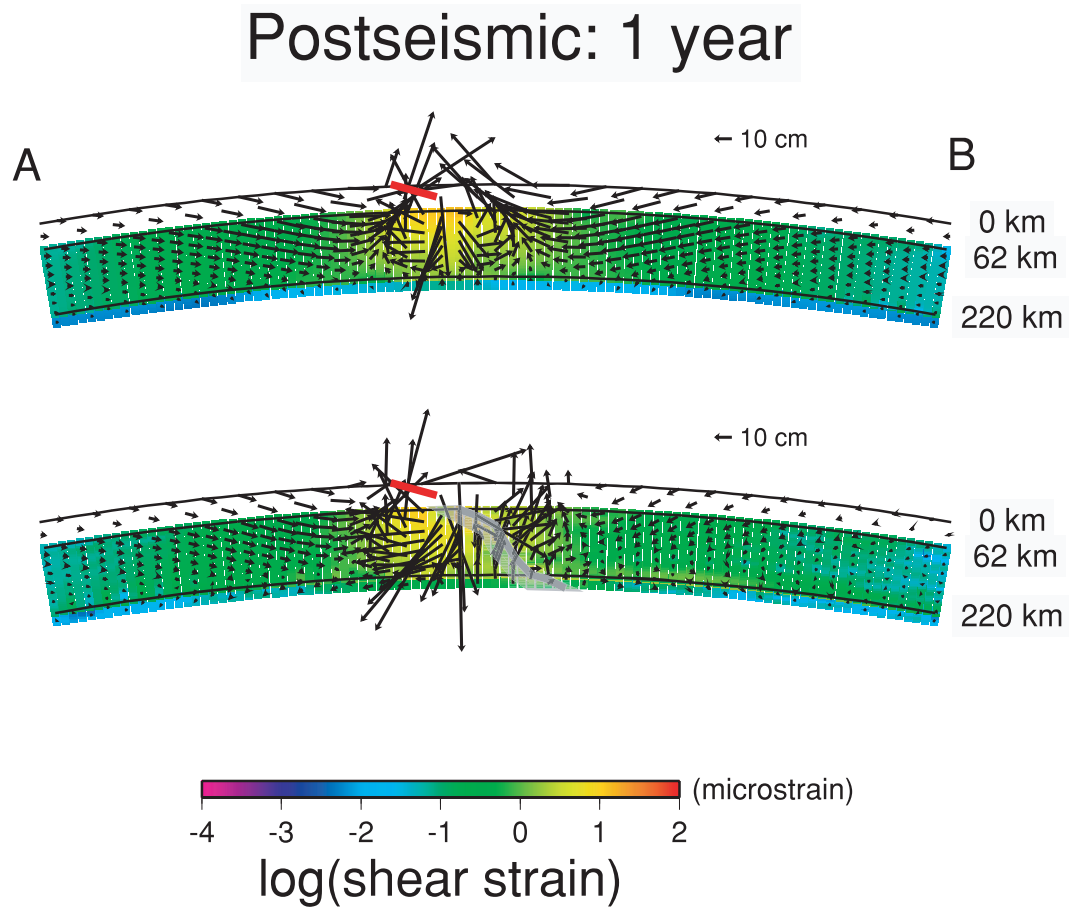 Postseismic: 1 year
← 10 cm
A
B
0 km
62 km
220 km
← 10 cm
0 km
62 km
220 km
(microstrain)
-4 -3 -2 -1 0 1 2
log(shear strain)